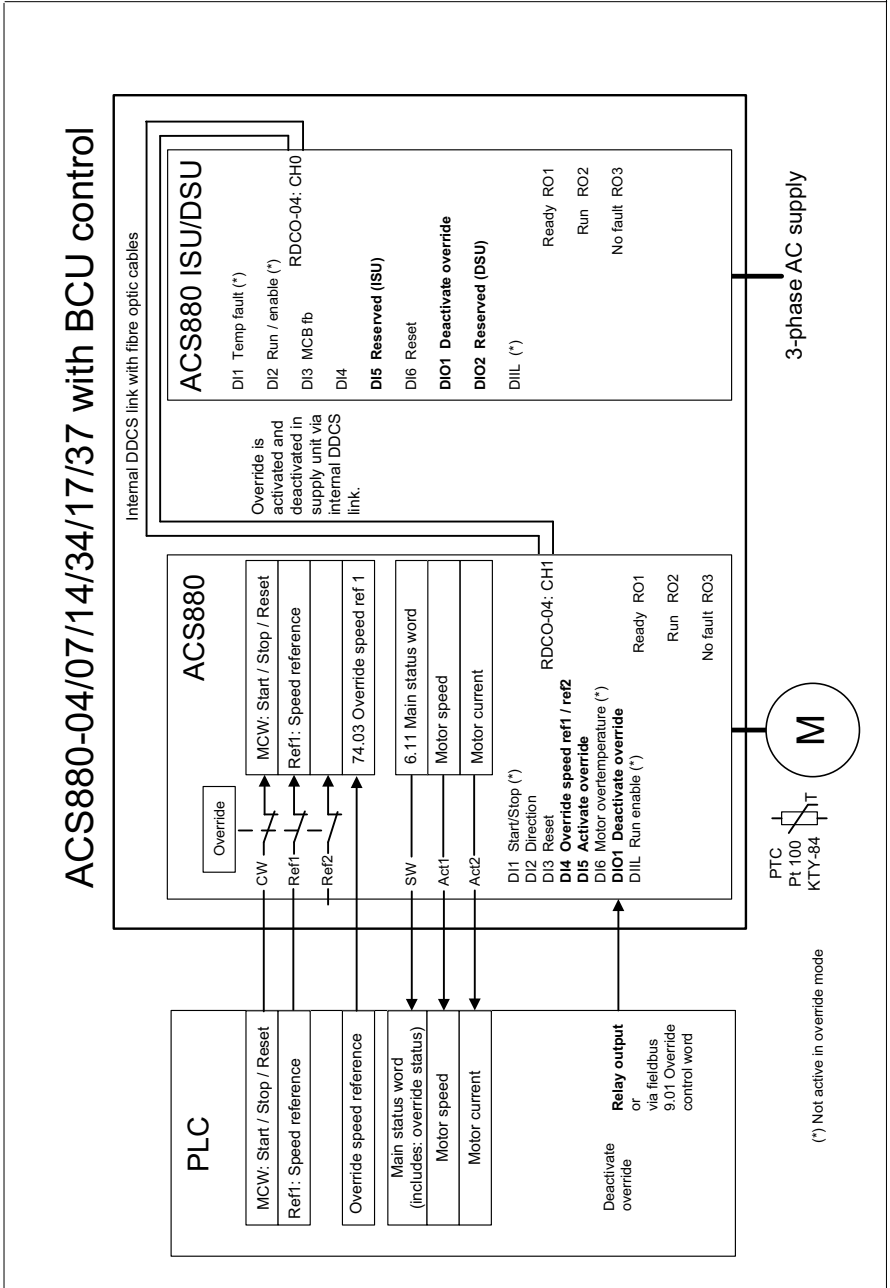 ACS880-04/07/14/34/17/37 with BCU control
PLC
MCW: Start / Stop / Reset
Ref1: Speed reference
Override speed reference
Main status word
(includes: override status)
Motor speed
Motor current
Deactivate
override
Relay output
or
via fieldbus
9.01 Override
control word
(*) Not active in override mode
ACS880
Override
CW
Ref1
Ref2
MCW: Start / Stop / Reset
Ref1: Speed reference
74.03 Override speed ref 1
SW
Act1
Act2
6.11 Main status word
Motor speed
Motor current
DI1 Start/Stop (*)
DI2 Direction
DI3 Reset
DI4 Override speed ref1 / ref2
DI5 Activate override
DI6 Motor overtemperature (*)
DIO1 Deactivate override
DIIL Run enable (*)
RDCO-04: CH1
Ready RO1
Run RO2
No fault RO3
PTC
Pt 100
KTY-84
T
M
Internal DDCS link with fibre optic cables
Override is
activated and
deactivated in
supply unit via
internal DDCS
link.
ACS880 ISU/DSU
DI1 Temp fault (*)
DI2 Run / enable (*)
RDCO-04: CH0
DI3 MCB fb
DI4
DI5 Reserved (ISU)
DI6 Reset
DIO1 Deactivate override
DIO2 Reserved (DSU)
DIIL (*)
Ready RO1
Run RO2
No fault RO3
3-phase AC supply